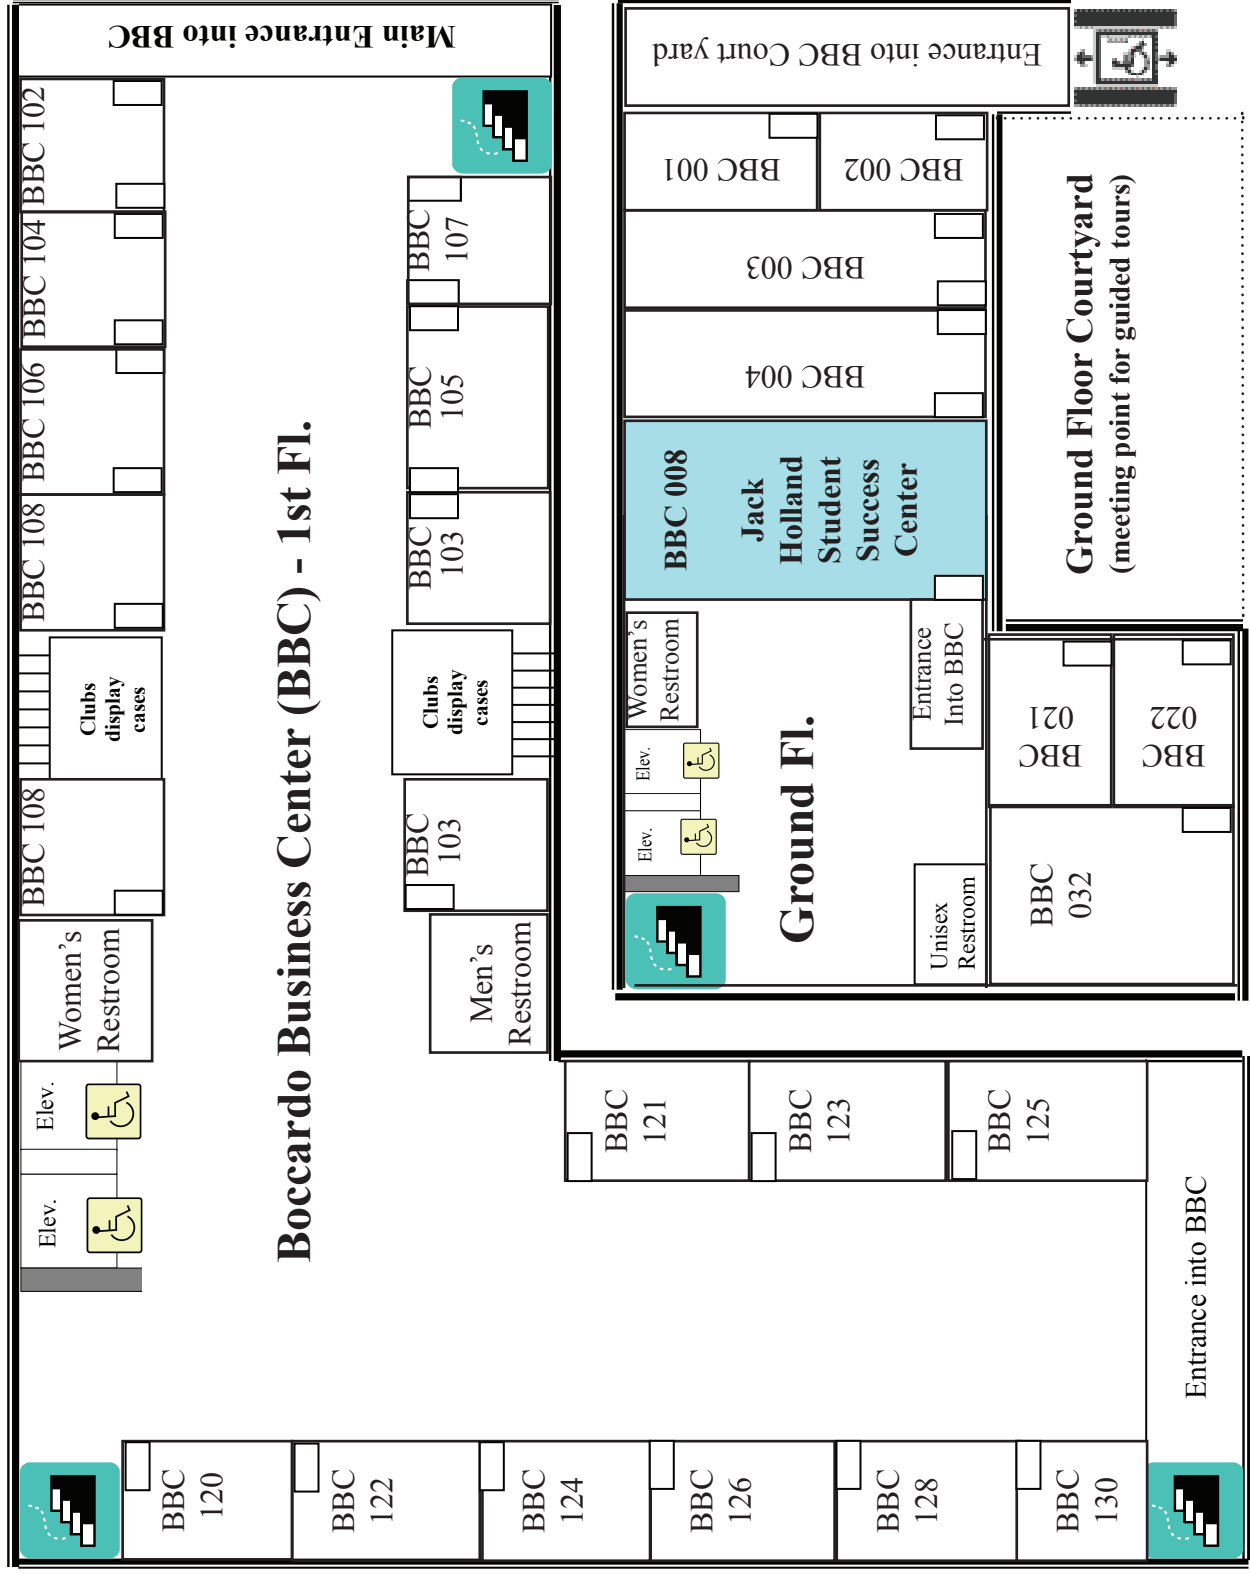 Main Entrance into BBC
BBC 102
BBC 104
BBC 106
BBC 108
Clubs
display
cases
BBC 108
Women's
Restroom
Elev.
Elev.
Boccardo Business Center (BBC) - 1st Fl.
BBC
107
BBC
105
BBC
103
Clubs
display
cases
BBC
103
Men's
Restroom
BBC
120
BBC
122
BBC
124
BBC
126
BBC
128
BBC
130
BBC
121
BBC
123
BBC
125
Entrance into BBC
Entrance into BBC Court yard
BBC 001
BBC 002
BBC 003
BBC 004
BBC 008
Jack
Holland
Student
Success
Center
Women's
Restroom
Elev.
Elev.
Ground Fl.
Entrance
Into BBC
Unisex
Restroom
BBC
021
BBC
022
BBC
032
Ground Floor Courtyard
(meeting point for guided tours)